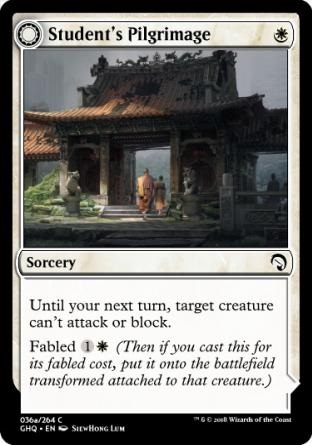 Student's Pilgrimage
Sorcery
Until your next turn, target creature
can't attack or block.
Fabled 1 (Then if you cast this for
its fabled cost, put it onto the battlefield
transformed attached to that creature.)
036a/264 C
GHQ • EN SiewHong Lum
™ & © 2018 Wizards of the Coast